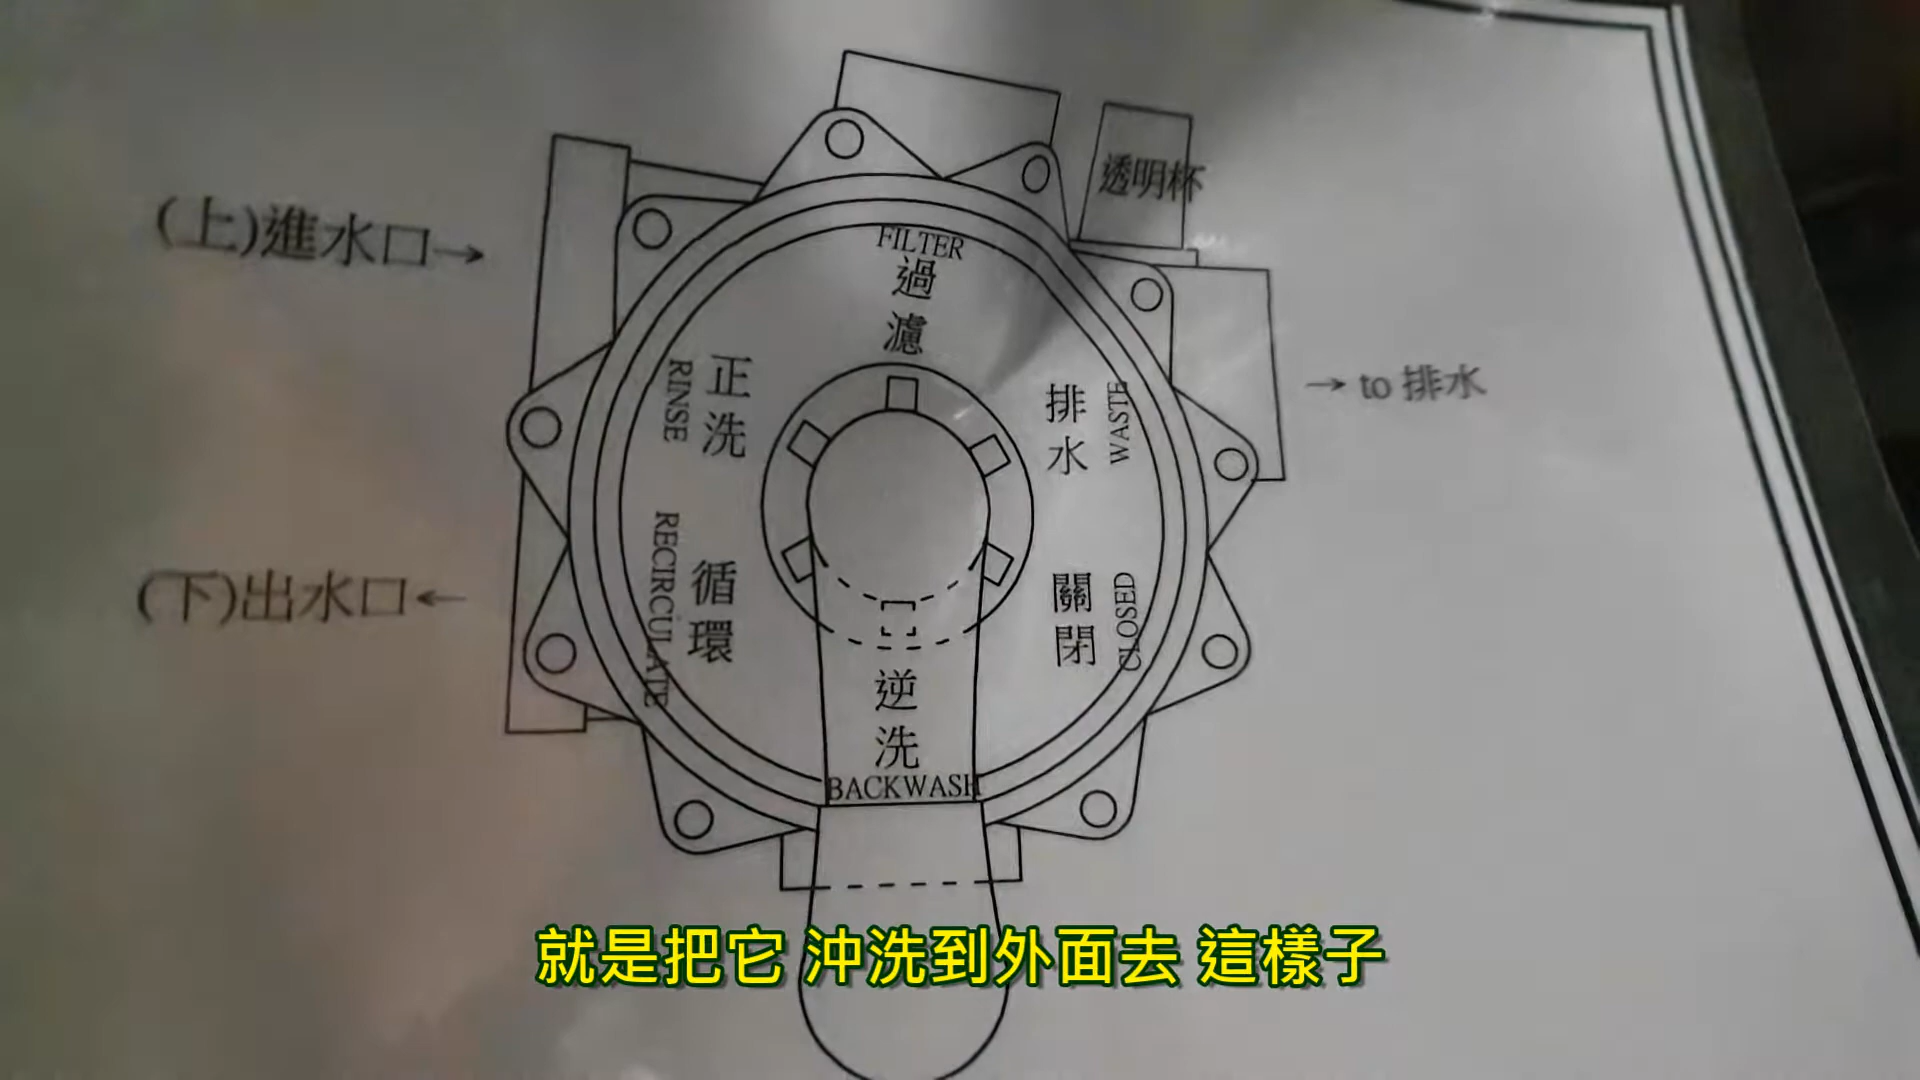 透明杯
(上)進水口→
FILTER
過濾
正洗
RINSE
排水
WASTE
→ to 排水
循環
RECIRCULATE
關閉
CLOSED
(下)出水口←
逆洗
BACKWASH
就是把它 沖洗到外面去 這樣子